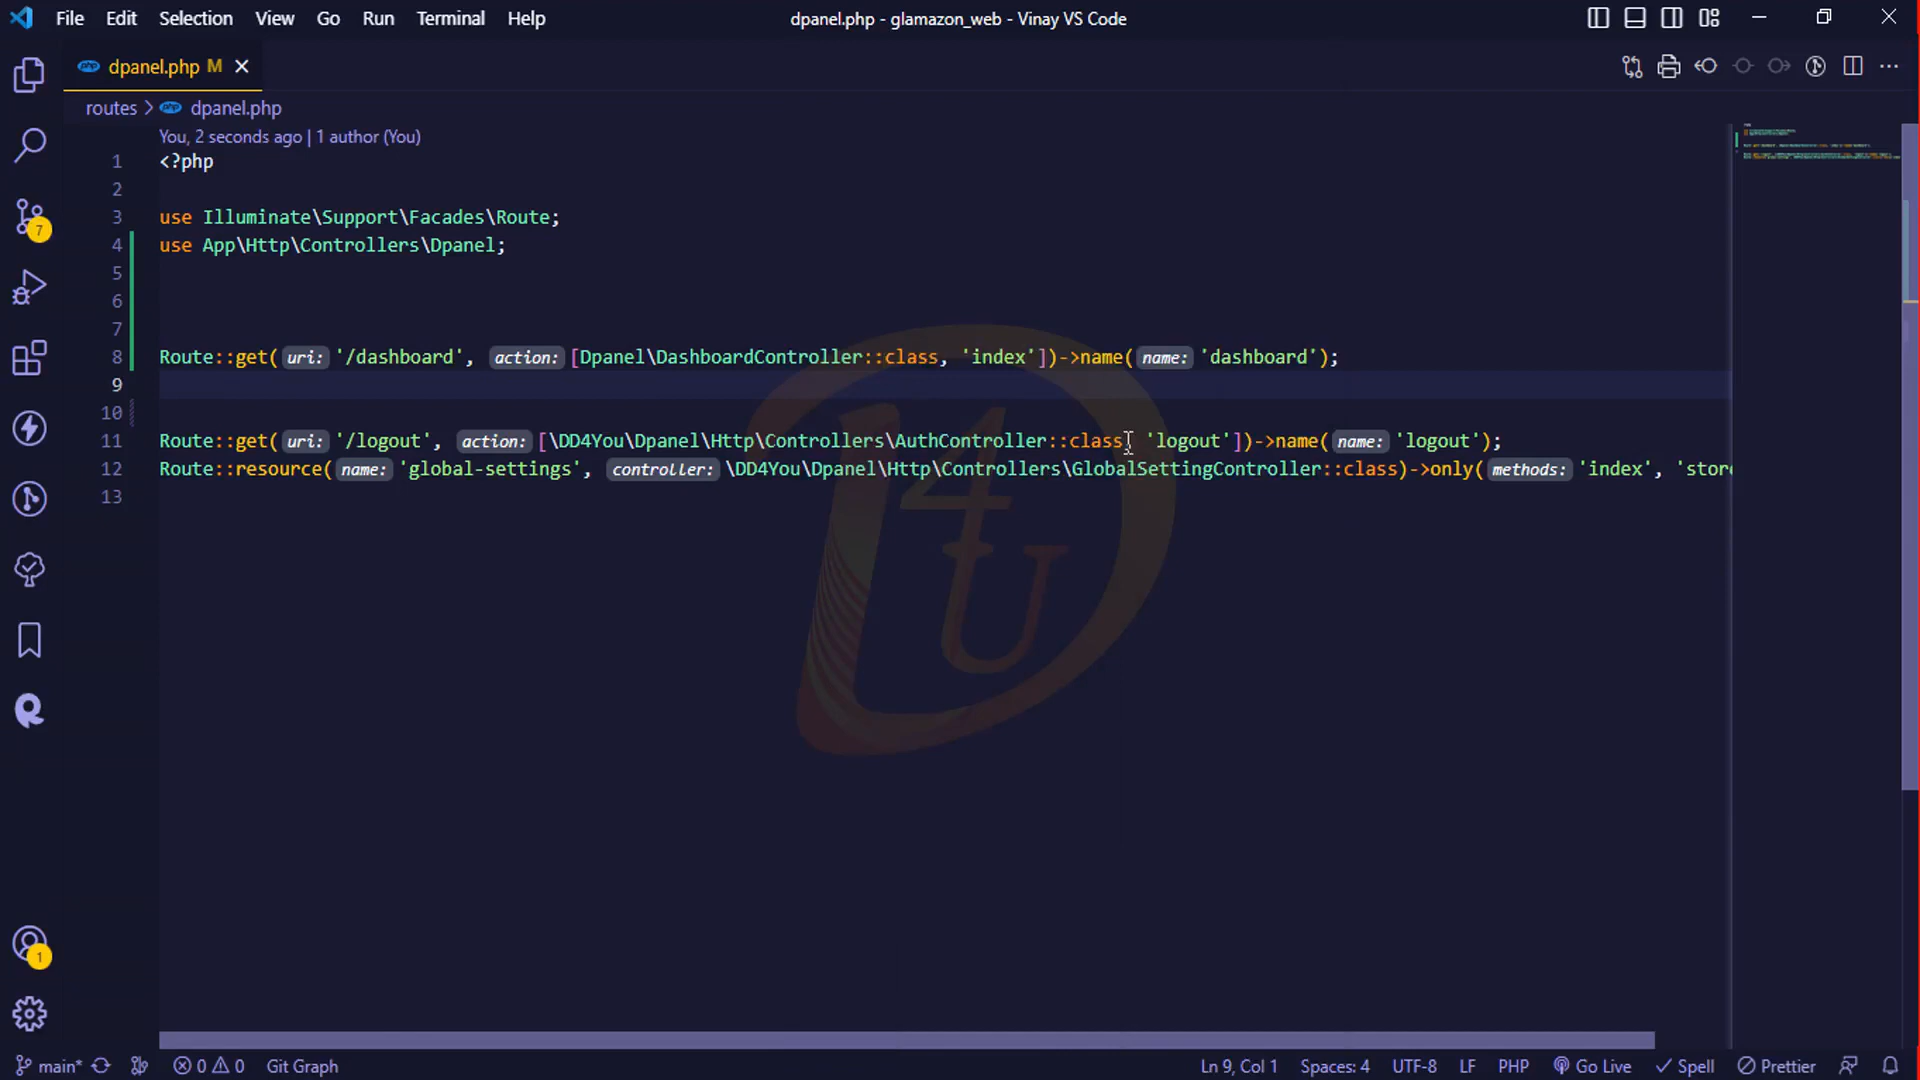 File Edit Selection View Go Run Terminal Help dpanel.php - glamazon_web - Vinay VS Code
dpanel.php M
routes > dpanel.php
You, 2 seconds ago | 1 author (You)
1 <?php
2
3 use Illuminate\Support\Facades\Route;
4 use App\Http\Controllers\Dpanel;
5
6
7
8 Route::get( uri: '/dashboard', action: [Dpanel\DashboardController::class, 'index'])->name( name: 'dashboard');
9
10
11 Route::get( uri: '/logout', action: [\DD4You\Dpanel\Http\Controllers\AuthController::class, 'logout'])->name( name: 'logout');
12 Route::resource( name: 'global-settings', controller: \DD4You\Dpanel\Http\Controllers\GlobalSettingController::class)->only( methods: 'index', 'store
13
7
4
U
1
main* 0 0 Git Graph Ln 9, Col 1 Spaces: 4 UTF-8 LF PHP Go Live Spell Prettier